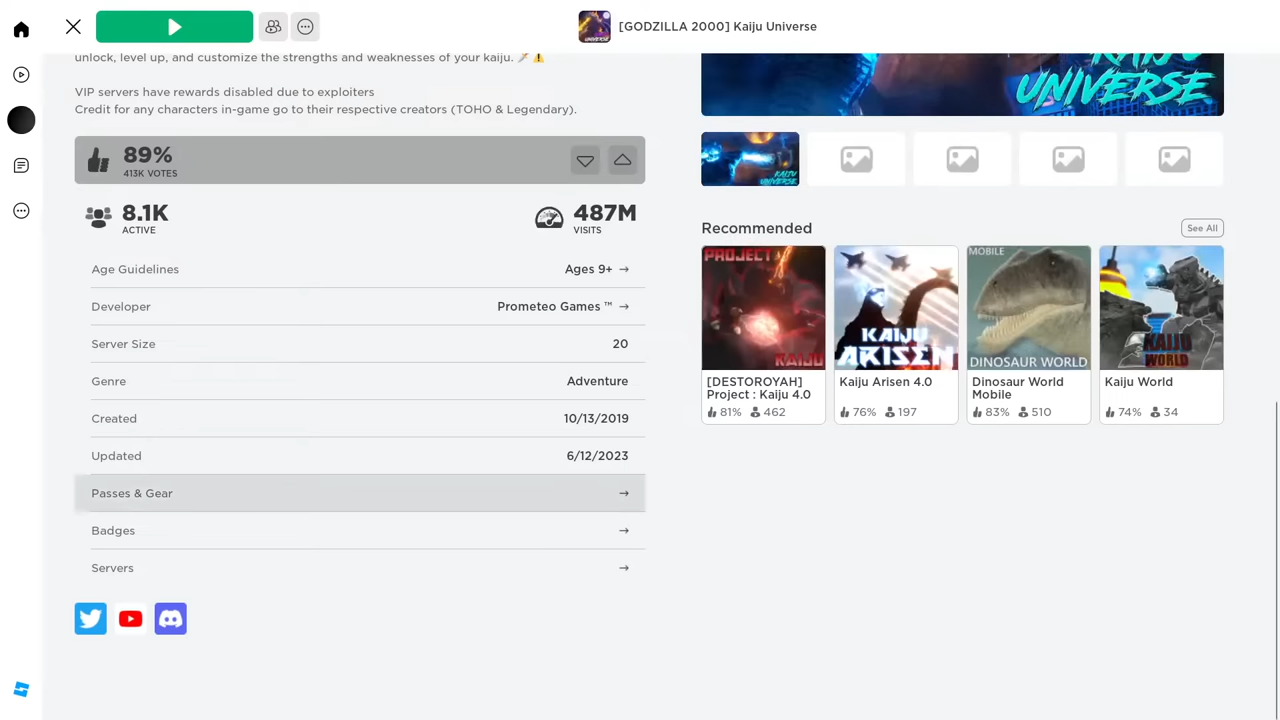 [GODZILLA 2000] Kaiju Universe
unlock, level up, and customize the strengths and weaknesses of your kaiju. 🗡️⚠️
VIP servers have rewards disabled due to exploiters
Credit for any characters in-game go to their respective creators (TOHO & Legendary).
89%
413K VOTES
8.1K
ACTIVE
487M
VISITS
Age Guidelines
Ages 9+ →
Developer
Prometeo Games ™ →
Server Size
20
Genre
Adventure
Created
10/13/2019
Updated
6/12/2023
Passes & Gear
→
Badges
→
Servers
→
KAIJU
UNIVERSE
KAIJU
UNIVERSE
Recommended
See All
PROJECT
KAIJU
[DESTOROYAH]
Project : Kaiju 4.0
81% 462
KAIJU
ARISEN
Kaiju Arisen 4.0
76% 197
MOBILE
DINOSAUR WORLD
Dinosaur World
Mobile
83% 510
KAIJU
WORLD
Kaiju World
74% 34